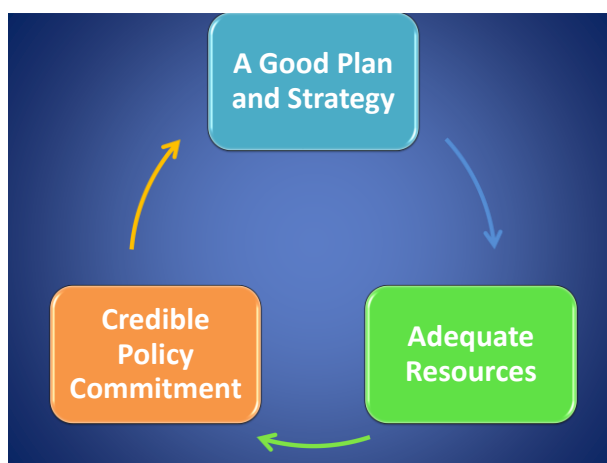 A Good Plan
and Strategy
Adequate
Resources
Credible
Policy
Commitment